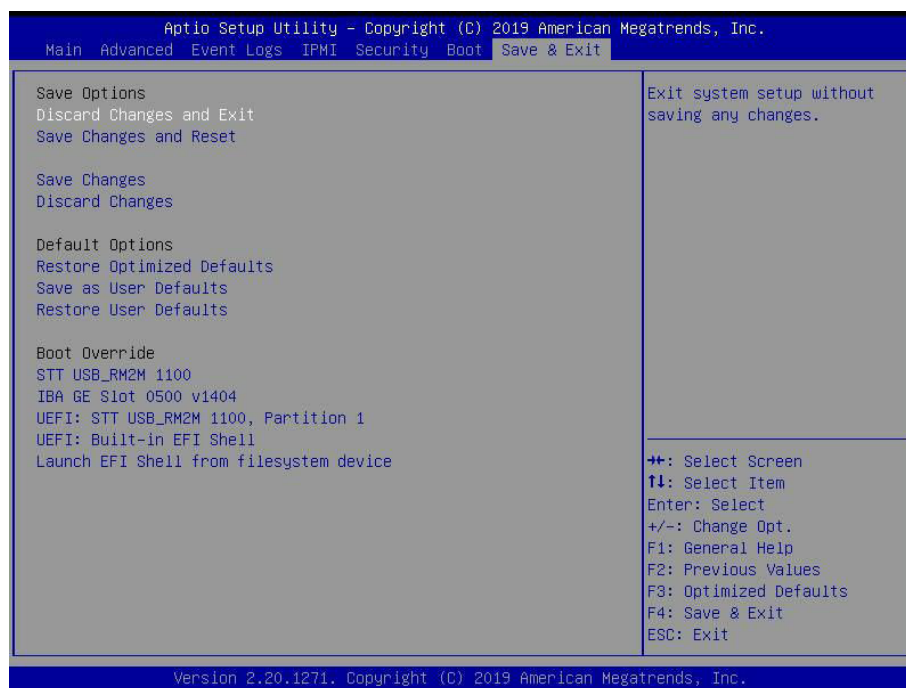 Aptio Setup Utility – Copyright (C) 2019 American Megatrends, Inc.
Main Advanced Event Logs IPMI Security Boot Save & Exit
Save Options
Discard Changes and Exit
Save Changes and Reset
Save Changes
Discard Changes
Default Options
Restore Optimized Defaults
Save as User Defaults
Restore User Defaults
Boot Override
STT USB_RM2M 1100
IBA GE Slot 0500 v1404
UEFI: STT USB_RM2M 1100, Partition 1
UEFI: Built-in EFI Shell
Launch EFI Shell from filesystem device
Exit system setup without
saving any changes.
→←: Select Screen
↑↓: Select Item
Enter: Select
+/-: Change Opt.
F1: General Help
F2: Previous Values
F3: Optimized Defaults
F4: Save & Exit
ESC: Exit
Version 2.20.1271. Copyright (C) 2019 American Megatrends, Inc.